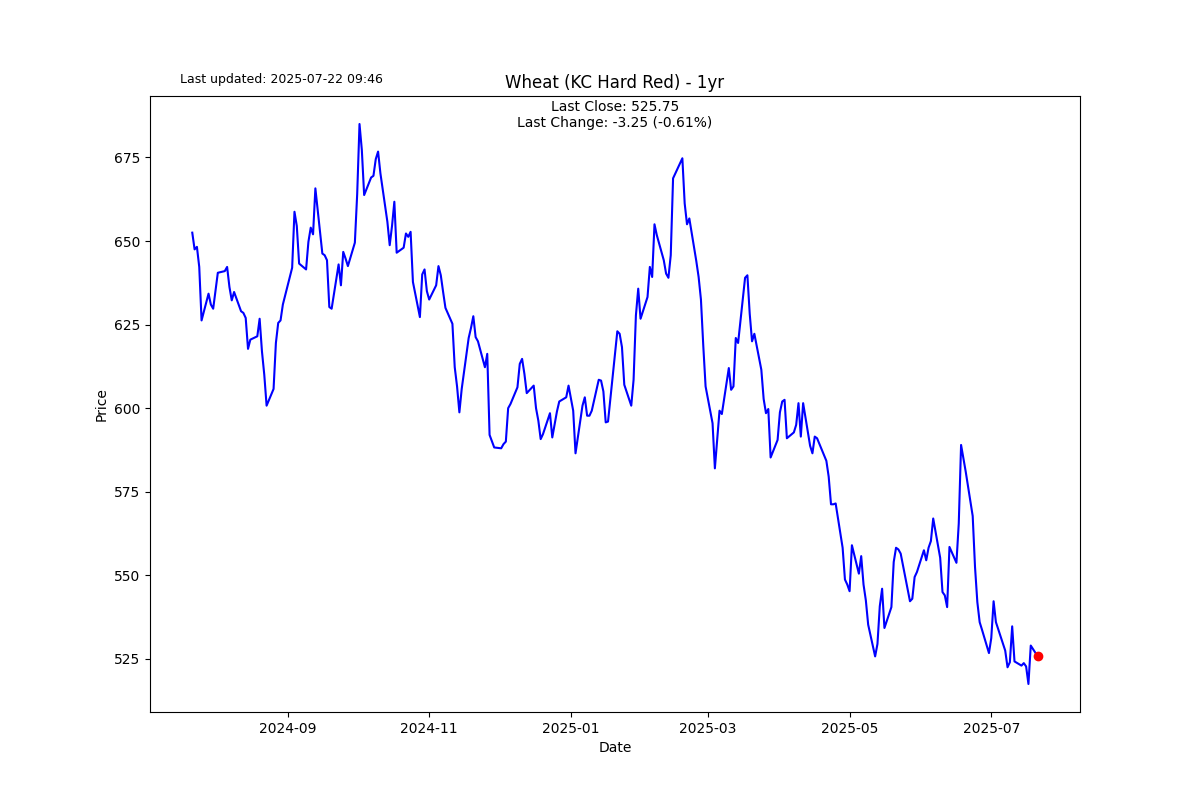 Last updated: 2025-07-22 09:46
Wheat (KC Hard Red) - 1yr
Last Close: 525.75
Last Change: -3.25 (-0.61%)
675
650
625
600
575
550
525
Price
2024-09
2024-11
2025-01
2025-03
2025-05
2025-07
Date